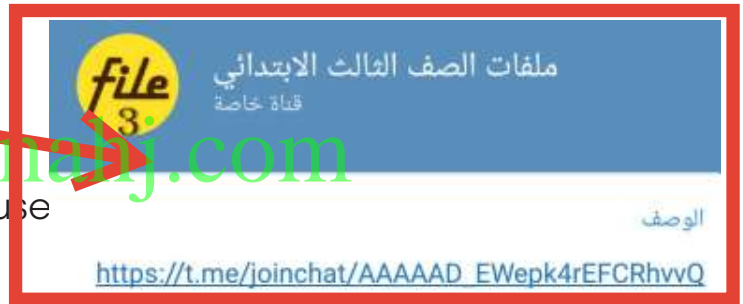 file
3
ملفات الصف الثالث الابتدائي
قناة خاصة
nahj.com
use
الوصف
https://t.me/joinchat/AAAAAD_EWepk4rEFCRhvvQ